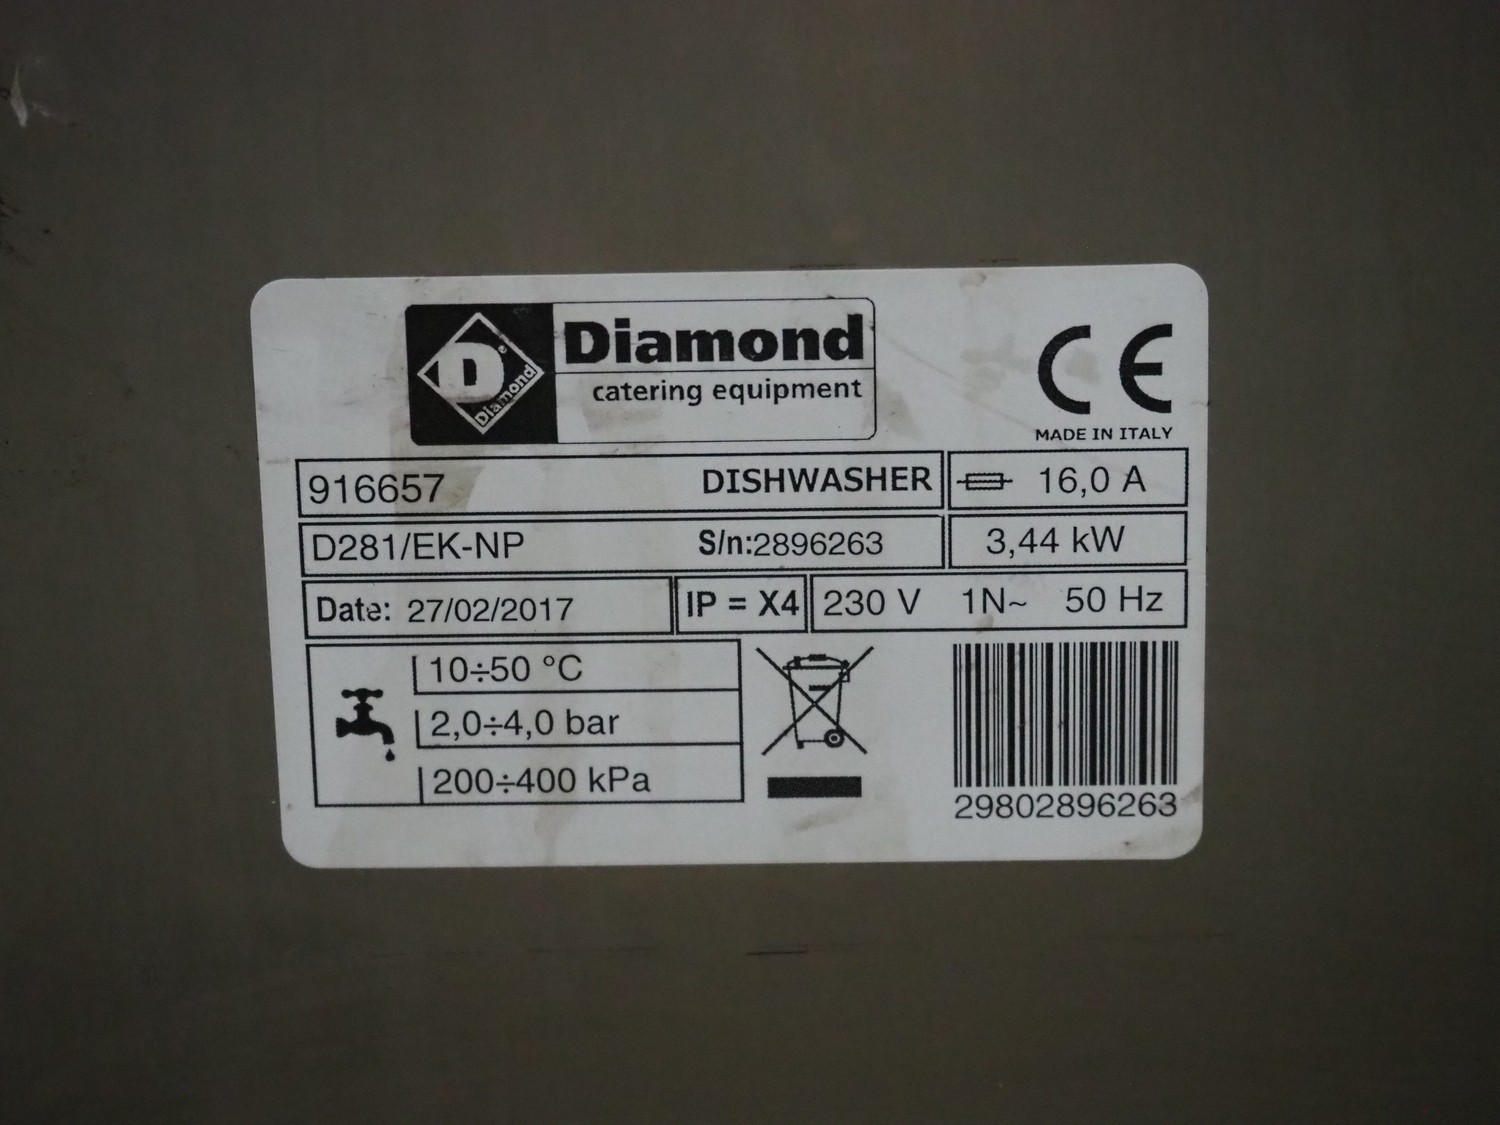 D
Diamond
Diamond
catering equipment
CE
MADE IN ITALY
916657 DISHWASHER 16,0 A
D281/EK-NP S/n:2896263 3,44 kW
Date: 27/02/2017 IP = X4 230 V 1N~ 50 Hz
10÷50 °C
2,0÷4,0 bar
200÷400 kPa
29802896263